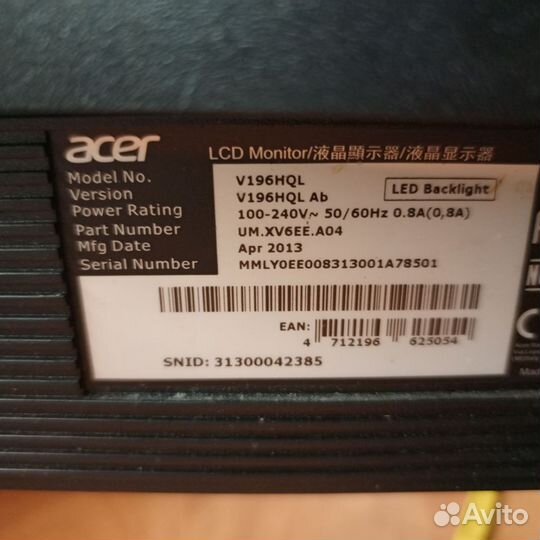 acer
LCD Monitor/液晶顯示器/液晶显示器
Model No. V196HQL
LED Backlight
Version V196HQL Ab
Power Rating 100-240V~ 50/60Hz 0.8A(0,8A)
Part Number UM.XV6EE.A04
Mfg Date Apr 2013
Serial Number MMLY0EE008313001A78501
EAN:
4 712196 625054
SNID: 31300042385
Made
Avito